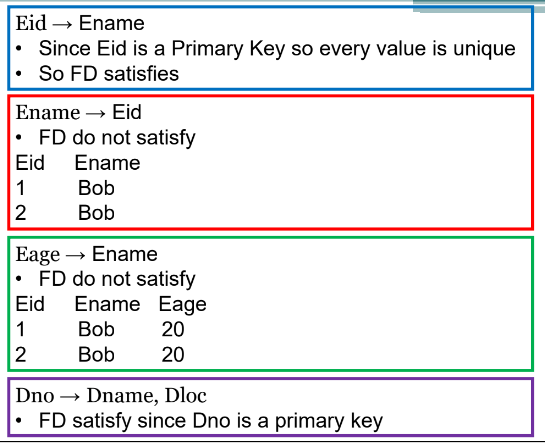 Eid → Ename
• Since Eid is a Primary Key so every value is unique
• So FD satisfies
Ename → Eid
• FD do not satisfy
Eid Ename
1 Bob
2 Bob
Eage → Ename
• FD do not satisfy
Eid Ename Eage
1 Bob 20
2 Bob 20
Dno → Dname, Dloc
• FD satisfy since Dno is a primary key